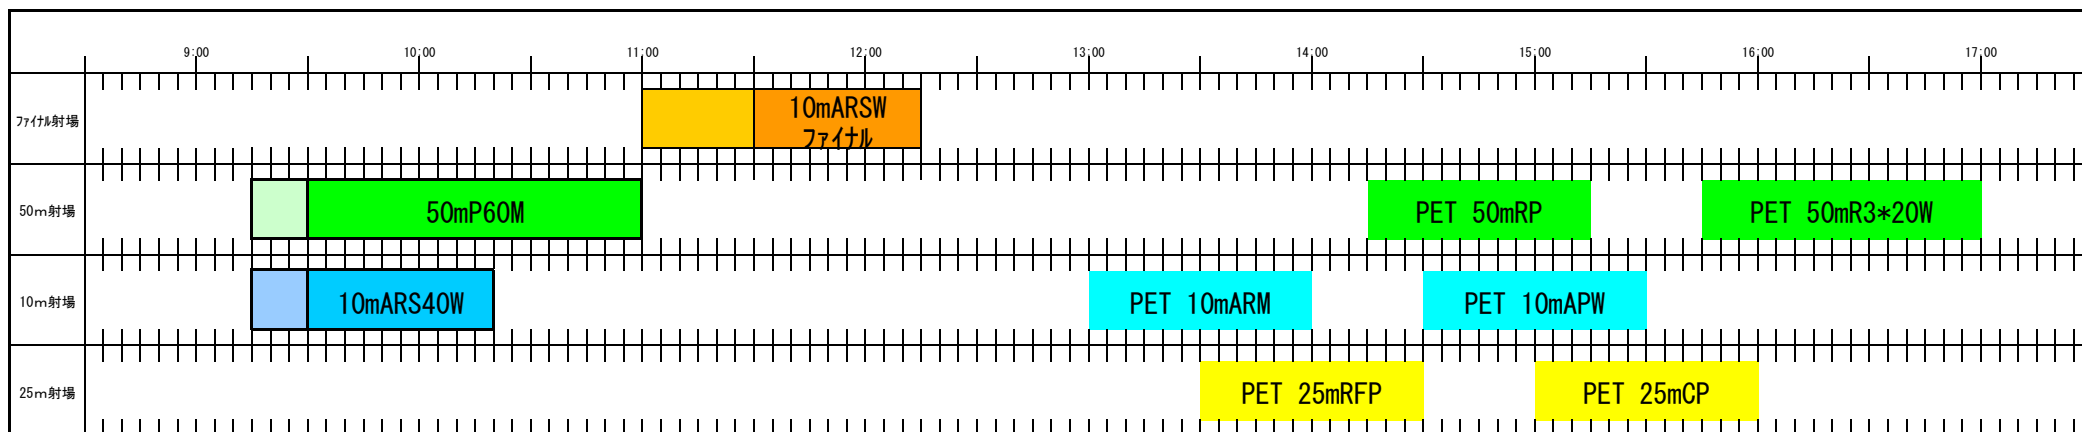 9:00 10:00 11:00 12:00 13:00 14:00 15:00 16:00 17:00
ファイナル射場
10mARSW
ファイナル
50m射場
50mP60M
PET 50mRP
PET 50mR3*20W
10m射場
10mARS40W
PET 10mARM
PET 10mAPW
25m射場
PET 25mRFP
PET 25mCP